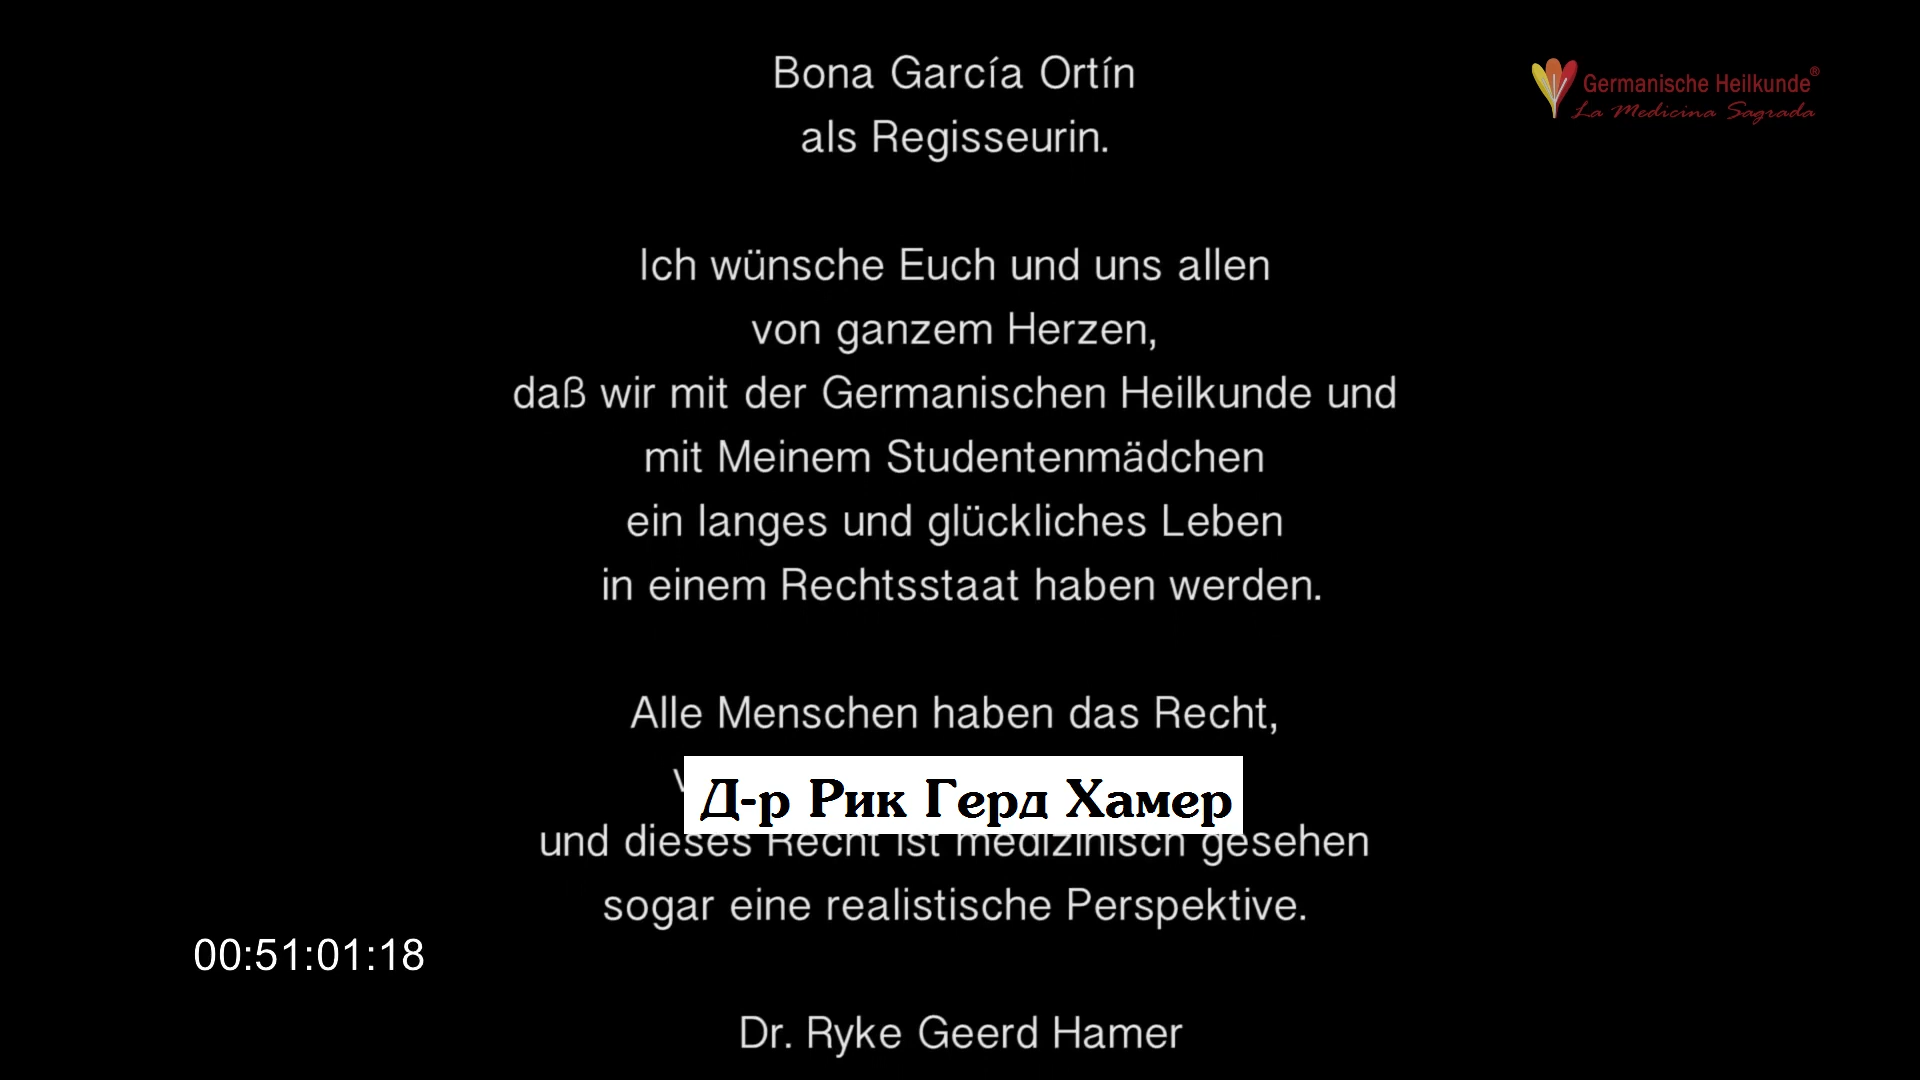 Bona García Ortín
als Regisseurin.
Germanische Heilkunde®
La Medicina Sagrada
Ich wünsche Euch und uns allen
von ganzem Herzen,
daß wir mit der Germanischen Heilkunde und
mit Meinem Studentenmädchen
ein langes und glückliches Leben
in einem Rechtsstaat haben werden.
Alle Menschen haben das Recht,
Д-р Рик Герд Хамер
und dieses Recht ist medizinisch gesehen
sogar eine realistische Perspektive.
00:51:01:18
Dr. Ryke Geerd Hamer